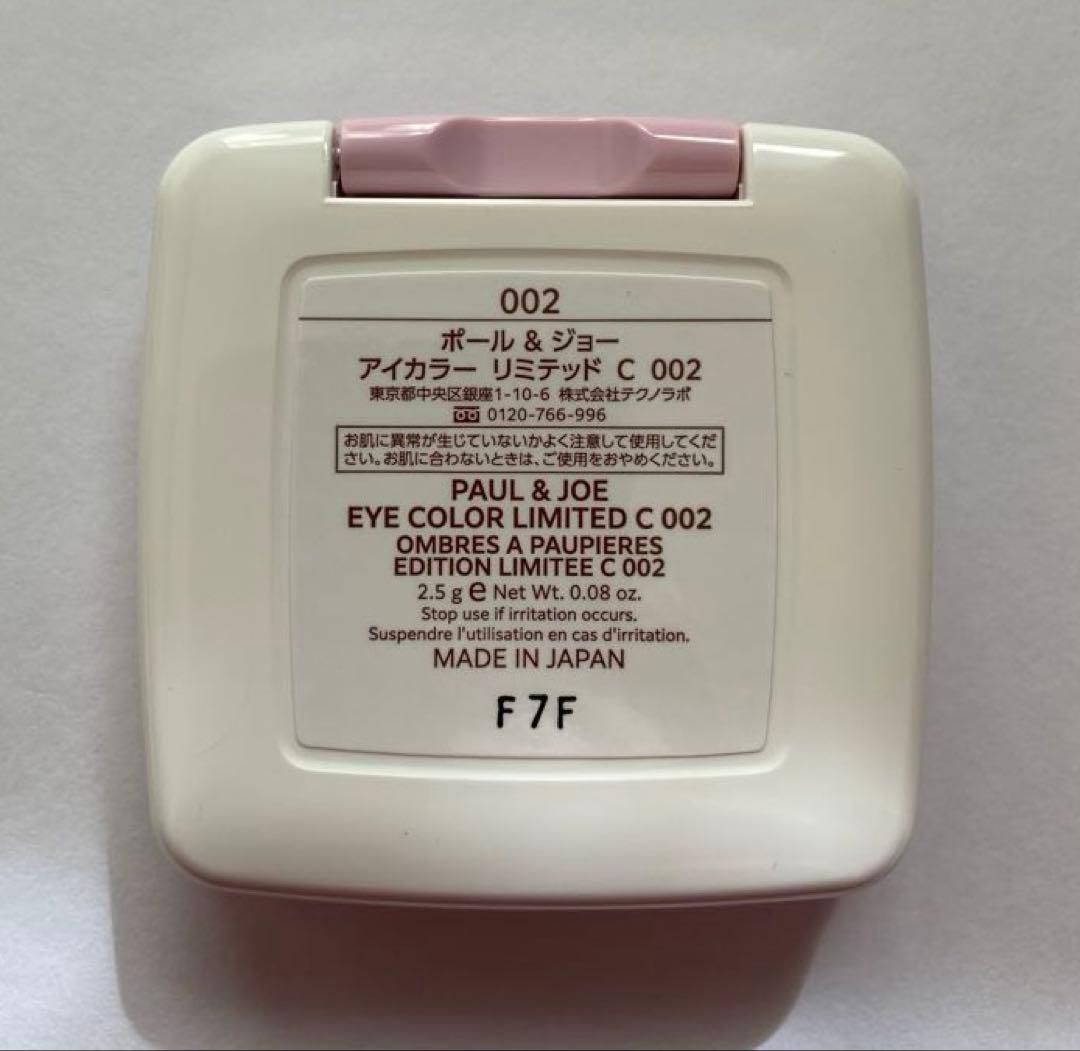 002
ポール & ジョー
アイカラー リミテッド C 002
東京都中央区銀座1-10-6 株式会社テクノラボ
0120-766-996
お肌に異常が生じていないかよく注意して使用してくだ
さい。お肌に合わないときは、ご使用をおやめください。
PAUL & JOE
EYE COLOR LIMITED C 002
OMBRES A PAUPIERES
EDITION LIMITEE C 002
2.5 g e Net Wt. 0.08 oz.
Stop use if irritation occurs.
Suspendre l'utilisation en cas d'irritation.
MADE IN JAPAN
F7F